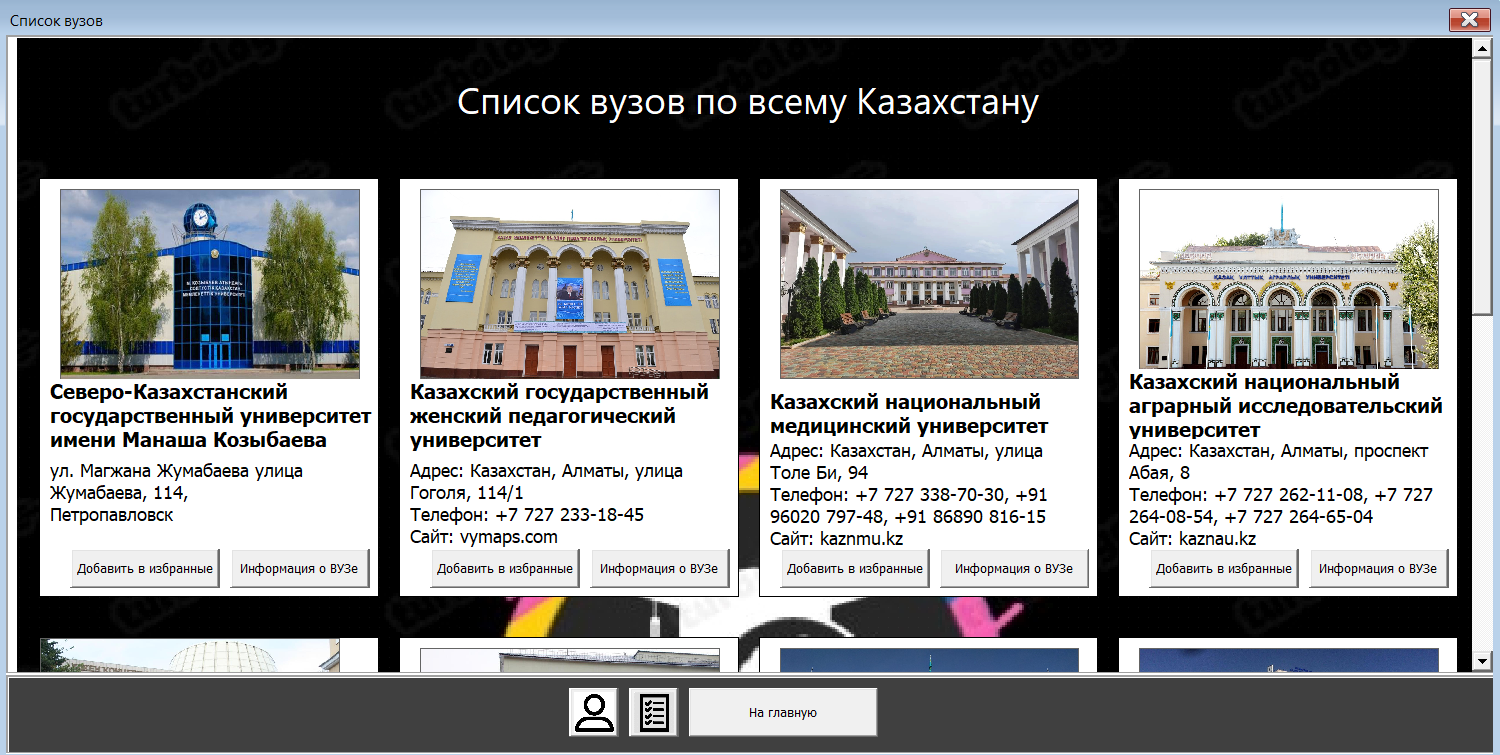 Список вузов
turbologo
Список вузов по всему Казахстану
ҚАЗАҚ ҰЛТТЫҚ АГРАРЛЫҚ УНИВЕРСИТЕТІ
Северо-Казахстанский
государственный университет
имени Манаша Козыбаева
ул. Магжана Жумабаева улица
Жумабаева, 114,
Петропавловск
Добавить в избранные
Информация о ВУЗе
Казахский государственный
женский педагогический
университет
Адрес: Казахстан, Алматы, улица
Гоголя, 114/1
Телефон: +7 727 233-18-45
Сайт: vymaps.com
Добавить в избранные
Информация о ВУЗе
Казахский национальный
медицинский университет
Адрес: Казахстан, Алматы, улица
Толе Би, 94
Телефон: +7 727 338-70-30, +91
96020 797-48, +91 86890 816-15
Сайт: kaznmu.kz
Добавить в избранные
Информация о ВУЗе
Казахский национальный
аграрный исследовательский
университет
Адрес: Казахстан, Алматы, проспект
Абая, 8
Телефон: +7 727 262-11-08, +7 727
264-08-54, +7 727 264-65-04
Сайт: kaznau.kz
Добавить в избранные
Информация о ВУЗе
На главную